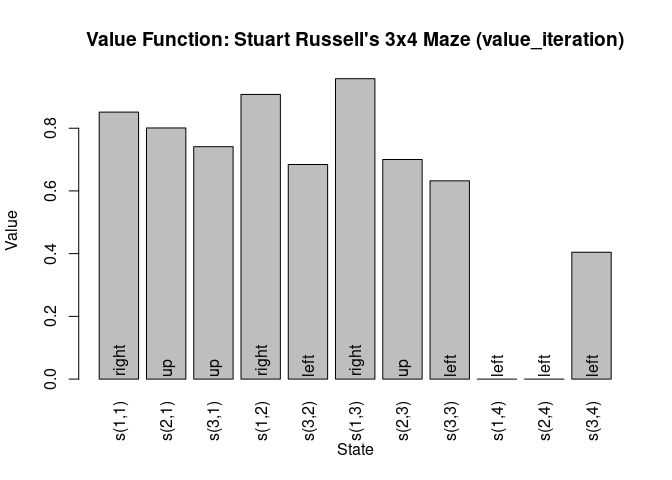 Value Function: Stuart Russell's 3x4 Maze (value_iteration)
Value
0.8
0.6
0.4
0.2
0.0
right
up
up
right
left
right
up
left
left
left
left
s(1,1)
s(2,1)
s(3,1)
s(1,2)
s(3,2)
s(1,3)
s(2,3)
s(3,3)
s(1,4)
s(2,4)
s(3,4)
State